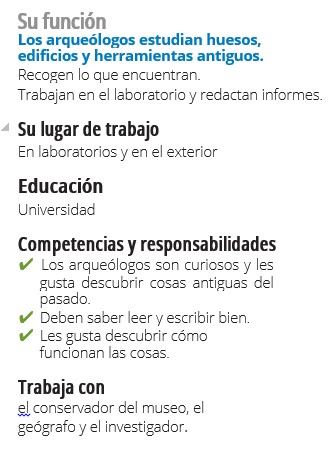 Su función
Los arqueólogos estudian huesos,
edificios y herramientas antiguos.
Recogen lo que encuentran.
Trabajan en el laboratorio y redactan informes.
Su lugar de trabajo
En laboratorios y en el exterior
Educación
Universidad
Competencias y responsabilidades
✔ Los arqueólogos son curiosos y les
gusta descubrir cosas antiguas del
pasado.
✔ Deben saber leer y escribir bien.
✔ Les gusta descubrir cómo
funcionan las cosas.
Trabaja con
el conservador del museo, el
geógrafo y el investigador.